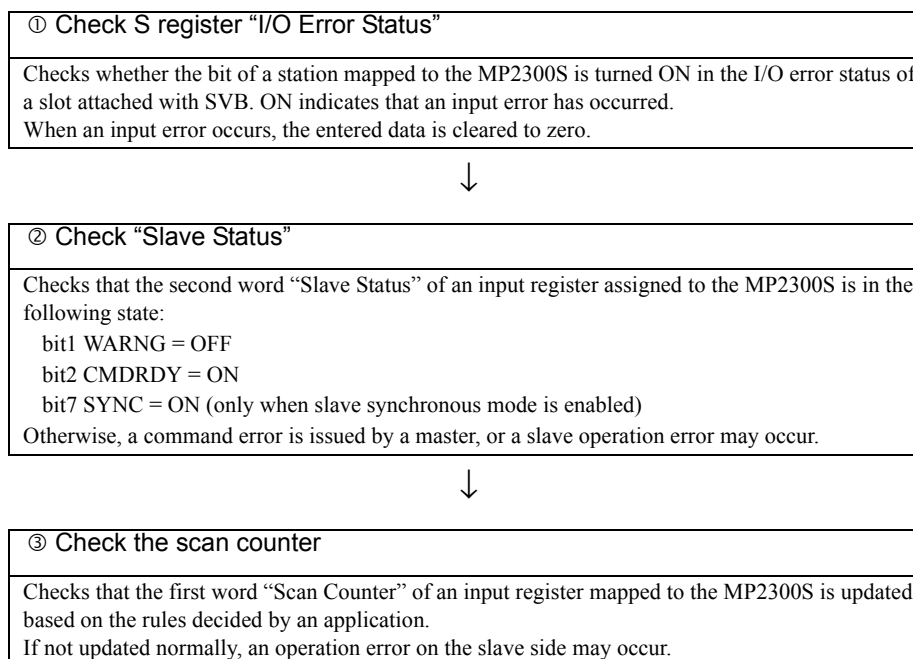 ① Check S register “I/O Error Status”
Checks whether the bit of a station mapped to the MP2300S is turned ON in the I/O error status of
a slot attached with SVB. ON indicates that an input error has occurred.
When an input error occurs, the entered data is cleared to zero.
↓
② Check “Slave Status”
Checks that the second word “Slave Status” of an input register assigned to the MP2300S is in the
following state:
bit1 WARNG = OFF
bit2 CMDRDY = ON
bit7 SYNC = ON (only when slave synchronous mode is enabled)
Otherwise, a command error is issued by a master, or a slave operation error may occur.
↓
③ Check the scan counter
Checks that the first word “Scan Counter” of an input register mapped to the MP2300S is updated
based on the rules decided by an application.
If not updated normally, an operation error on the slave side may occur.